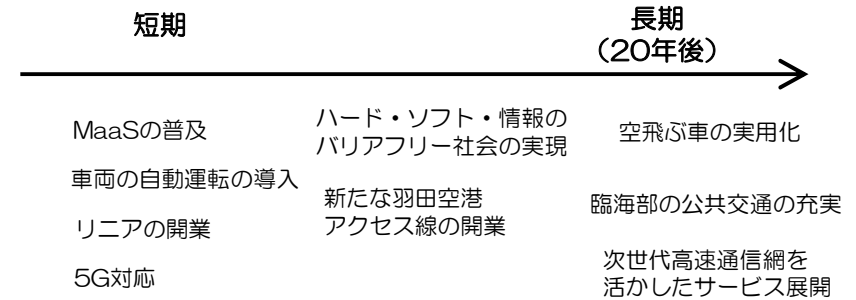 短期
長期
（20年後）
MaaSの普及
車両の自動運転の導入
リニアの開業
5G対応
ハード・ソフト・情報の
バリアフリー社会の実現
新たな羽田空港
アクセス線の開業
空飛ぶ車の実用化
臨海部の公共交通の充実
次世代高速通信網を
活かしたサービス展開